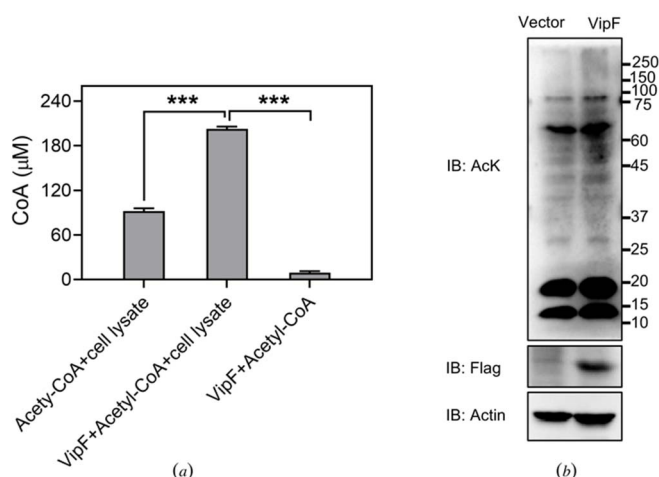 CoA (μM)
240
180
120
60
0
*** ***
Acety-CoA+cell lysate
VipF+Acetyl-CoA+cell lysate
VipF+Acetyl-CoA
(a)
Vector VipF
250
150
100
75
60
45
37
25
20
15
10
IB: AcK
IB: Flag
IB: Actin
(b)